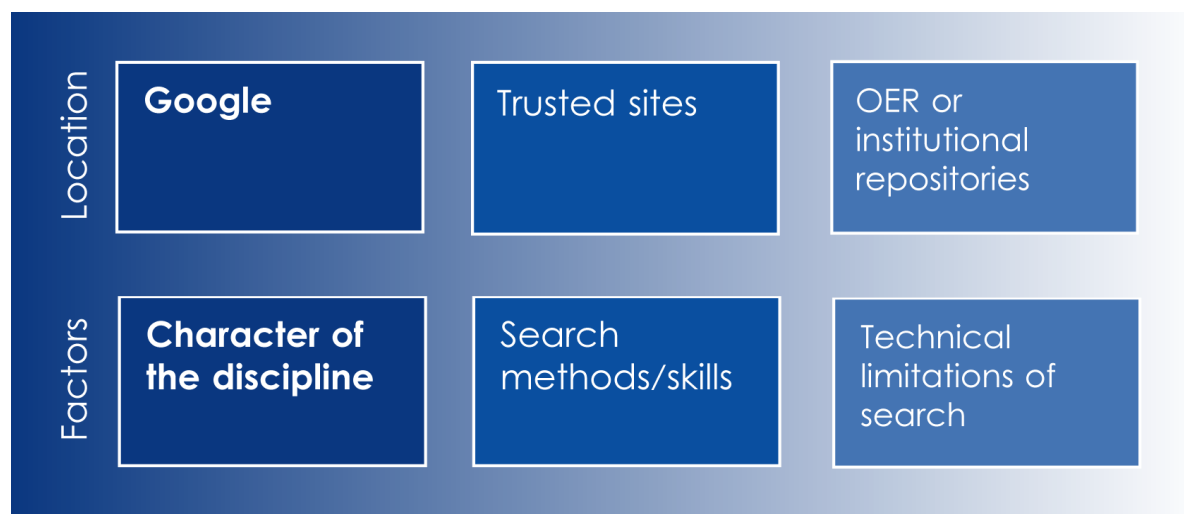 Location
Google
Trusted sites
OER or
institutional
repositories
Factors
Character of
the discipline
Search
methods/skills
Technical
limitations of
search